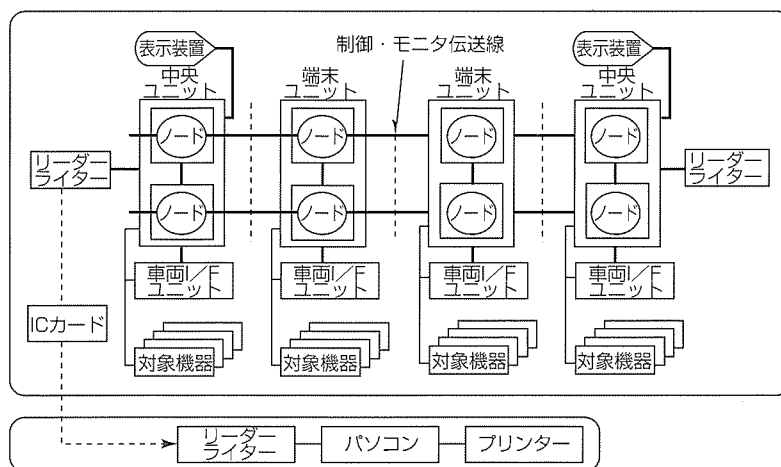 表示装置
制御・モニタ伝送線
表示装置
中央
ユニット
端末
ユニット
端末
ユニット
中央
ユニット
ノード
ノード
ノード
ノード
リーダー
ライター
リーダー
ライター
ノード
ノード
ノード
ノード
車両I/F
ユニット
車両I/F
ユニット
車両I/F
ユニット
車両I/F
ユニット
ICカード
対象機器
対象機器
対象機器
対象機器
リーダー
ライター
パソコン
プリンター